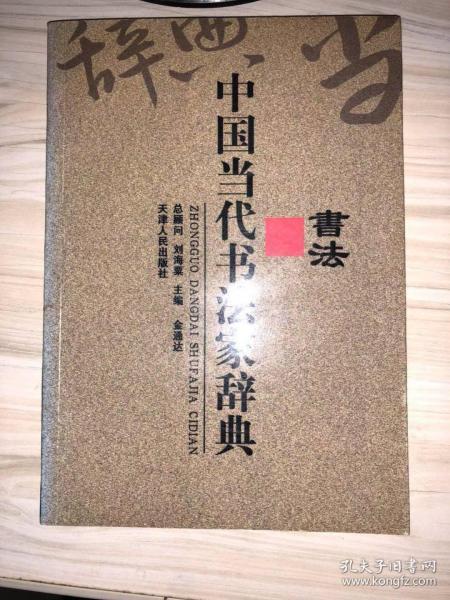 辞典
书法
中国当代书法家辞典
ZHONGGUO DANGDAI SHUFAJIA CIDIAN
总顾问 刘海粟 主编 金通达
天津人民出版社
孔夫子旧书网
www.kongfz.com